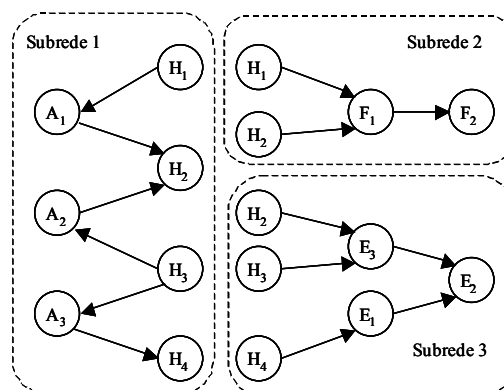 Subrede 1
H1
A1
H2
A2
H3
A3
H4
Subrede 2
H1
F1
F2
H2
H2
E3
H3
E2
E1
H4
Subrede 3